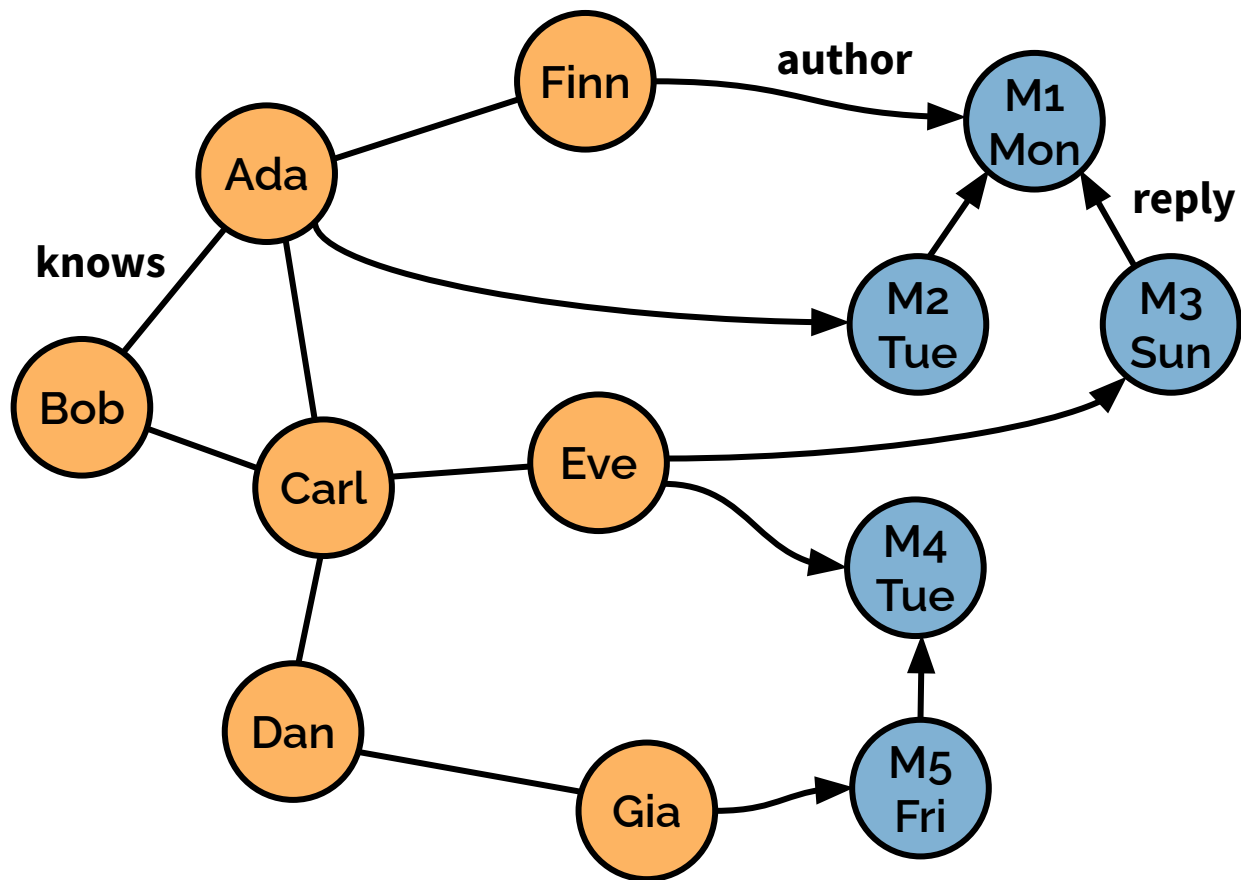 Finn
author
M1
Mon
Ada
reply
knows
M2
Tue
M3
Sun
Bob
Carl
Eve
M4
Tue
Dan
Gia
M5
Fri